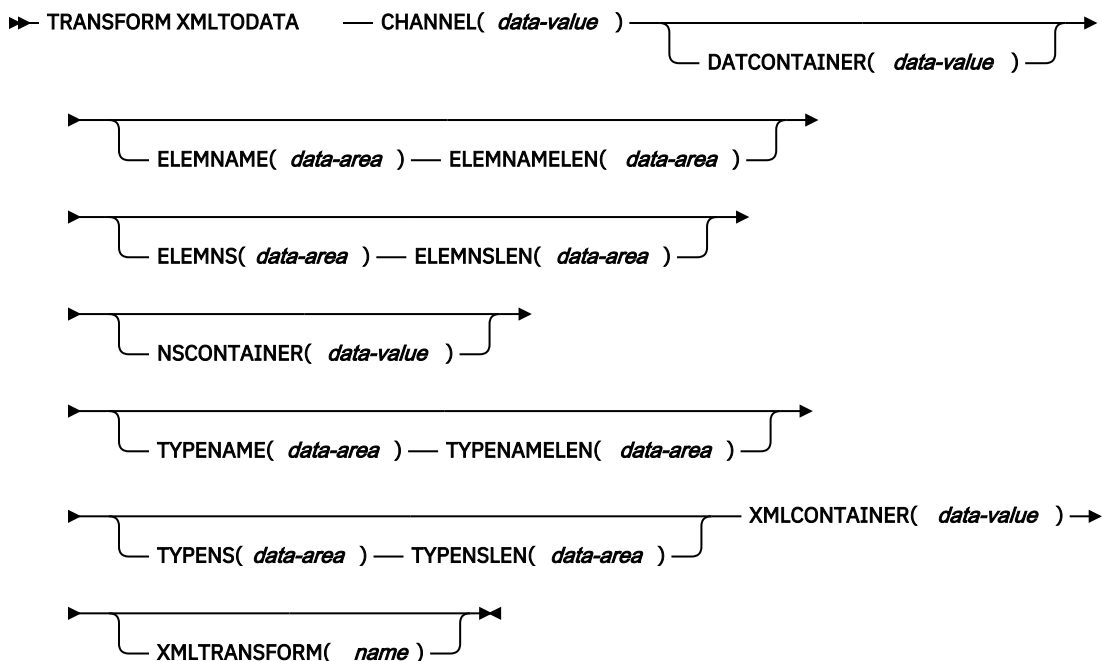 TRANSFORM XMLTODATA CHANNEL( data-value )
DATCONTAINER( data-value )
ELEMNAME( data-area ) ELEMNAMELEN( data-area )
ELEMNS( data-area ) ELEMNSLEN( data-area )
NSCONTAINER( data-value )
TYPENAME( data-area ) TYPENAMELEN( data-area )
XMLCONTAINER( data-value )
TYPENS( data-area ) TYPENSLEN( data-area )
XMLTRANSFORM( name )